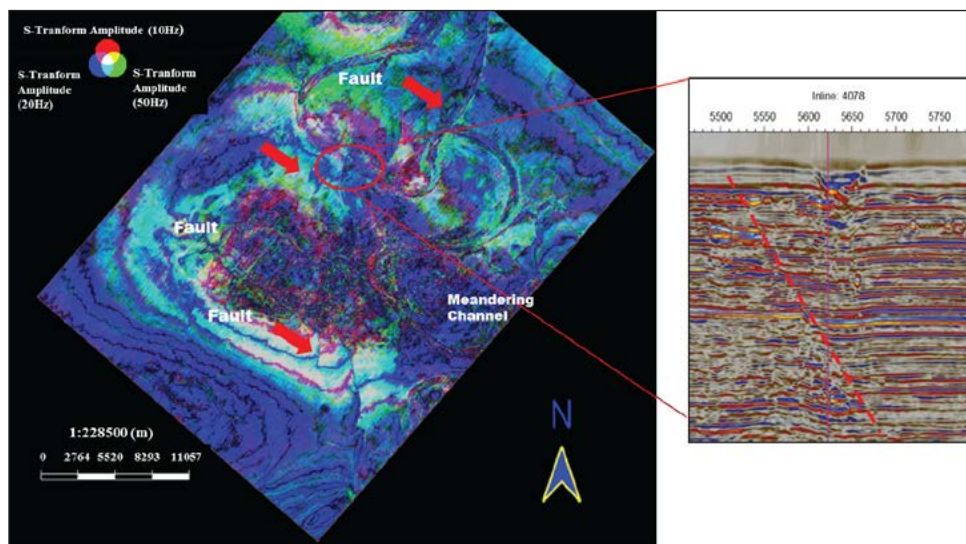 S-Tranform Amplitude (10Hz)
S-Tranform
Amplitude
(20Hz)
S-Tranform
Amplitude
(50Hz)
Fault
Fault
Fault
Meandering
Channel
1:228500 (m)
0 2764 5520 8293 11057
N
Inline: 4078
5500 5550 5600 5650 5700 5750